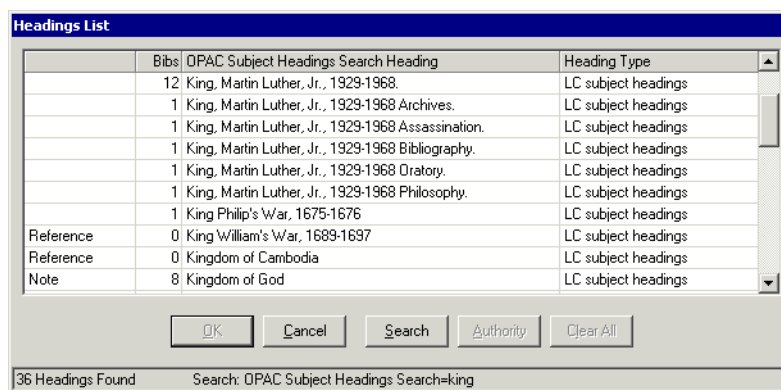 Headings List
Bibs OPAC Subject Headings Search Heading Heading Type
12 King, Martin Luther, Jr., 1929-1968. LC subject headings
1 King, Martin Luther, Jr., 1929-1968 Archives. LC subject headings
1 King, Martin Luther, Jr., 1929-1968 Assassination. LC subject headings
1 King, Martin Luther, Jr., 1929-1968 Bibliography. LC subject headings
1 King, Martin Luther, Jr., 1929-1968 Oratory. LC subject headings
1 King, Martin Luther, Jr., 1929-1968 Philosophy. LC subject headings
1 King Philip's War, 1675-1676 LC subject headings
Reference 0 King William's War, 1689-1697 LC subject headings
Reference 0 Kingdom of Cambodia LC subject headings
Note 8 Kingdom of God LC subject headings
OK Cancel Search Authority Clear All
36 Headings Found Search: OPAC Subject Headings Search=king